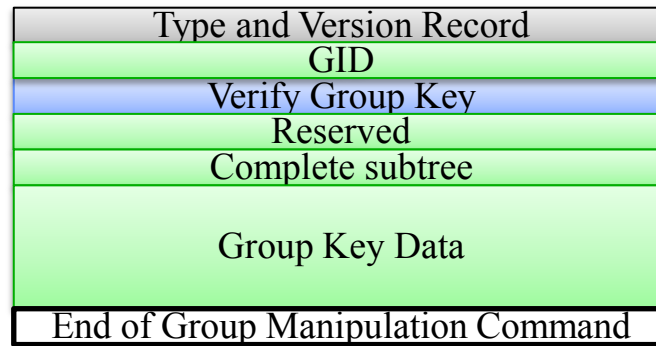 Type and Version Record
GID
Verify Group Key
Reserved
Complete subtree
Group Key Data
End of Group Manipulation Command